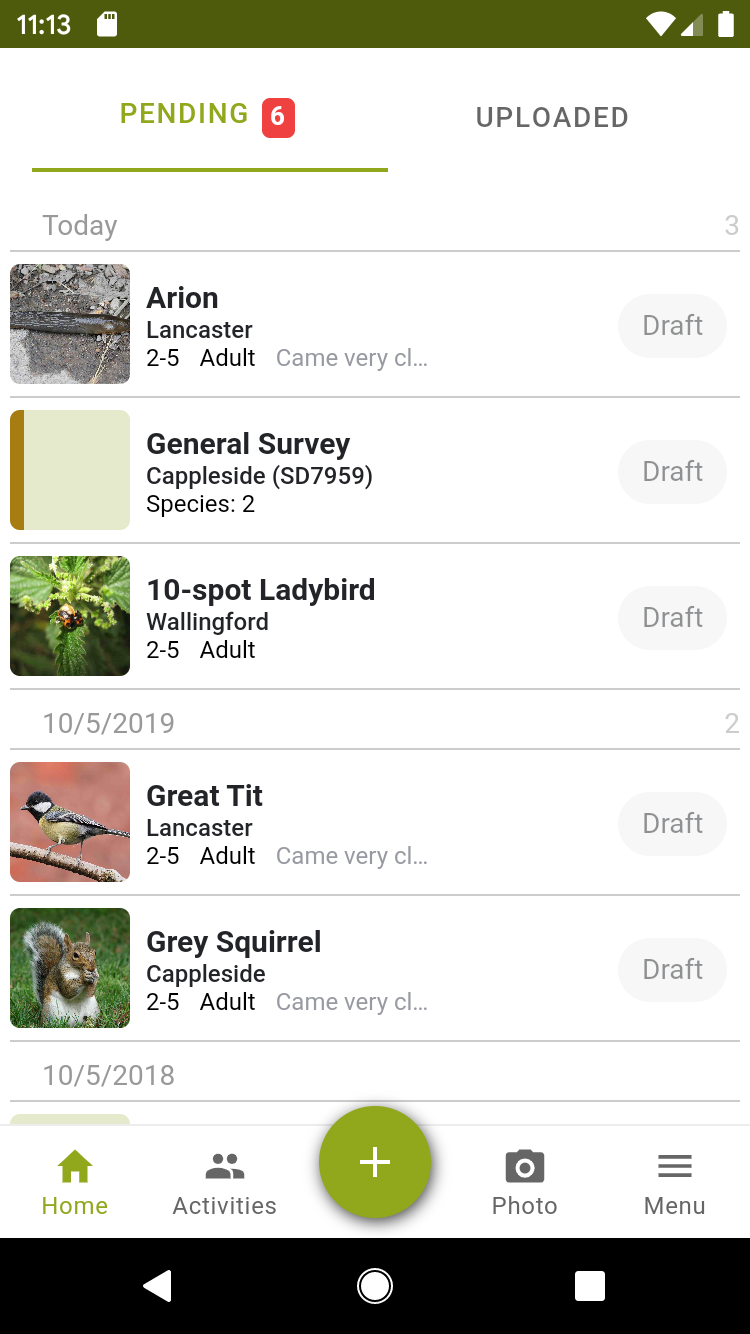 11:13
PENDING 6 UPLOADED
Today 3
Arion
Lancaster
2-5 Adult Came very cl...
Draft
General Survey
Cappleside (SD7959)
Species: 2
Draft
10-spot Ladybird
Wallingford
2-5 Adult
Draft
10/5/2019 2
Great Tit
Lancaster
2-5 Adult Came very cl...
Draft
Grey Squirrel
Cappleside
2-5 Adult Came very cl...
Draft
10/5/2018
Home Activities Photo Menu